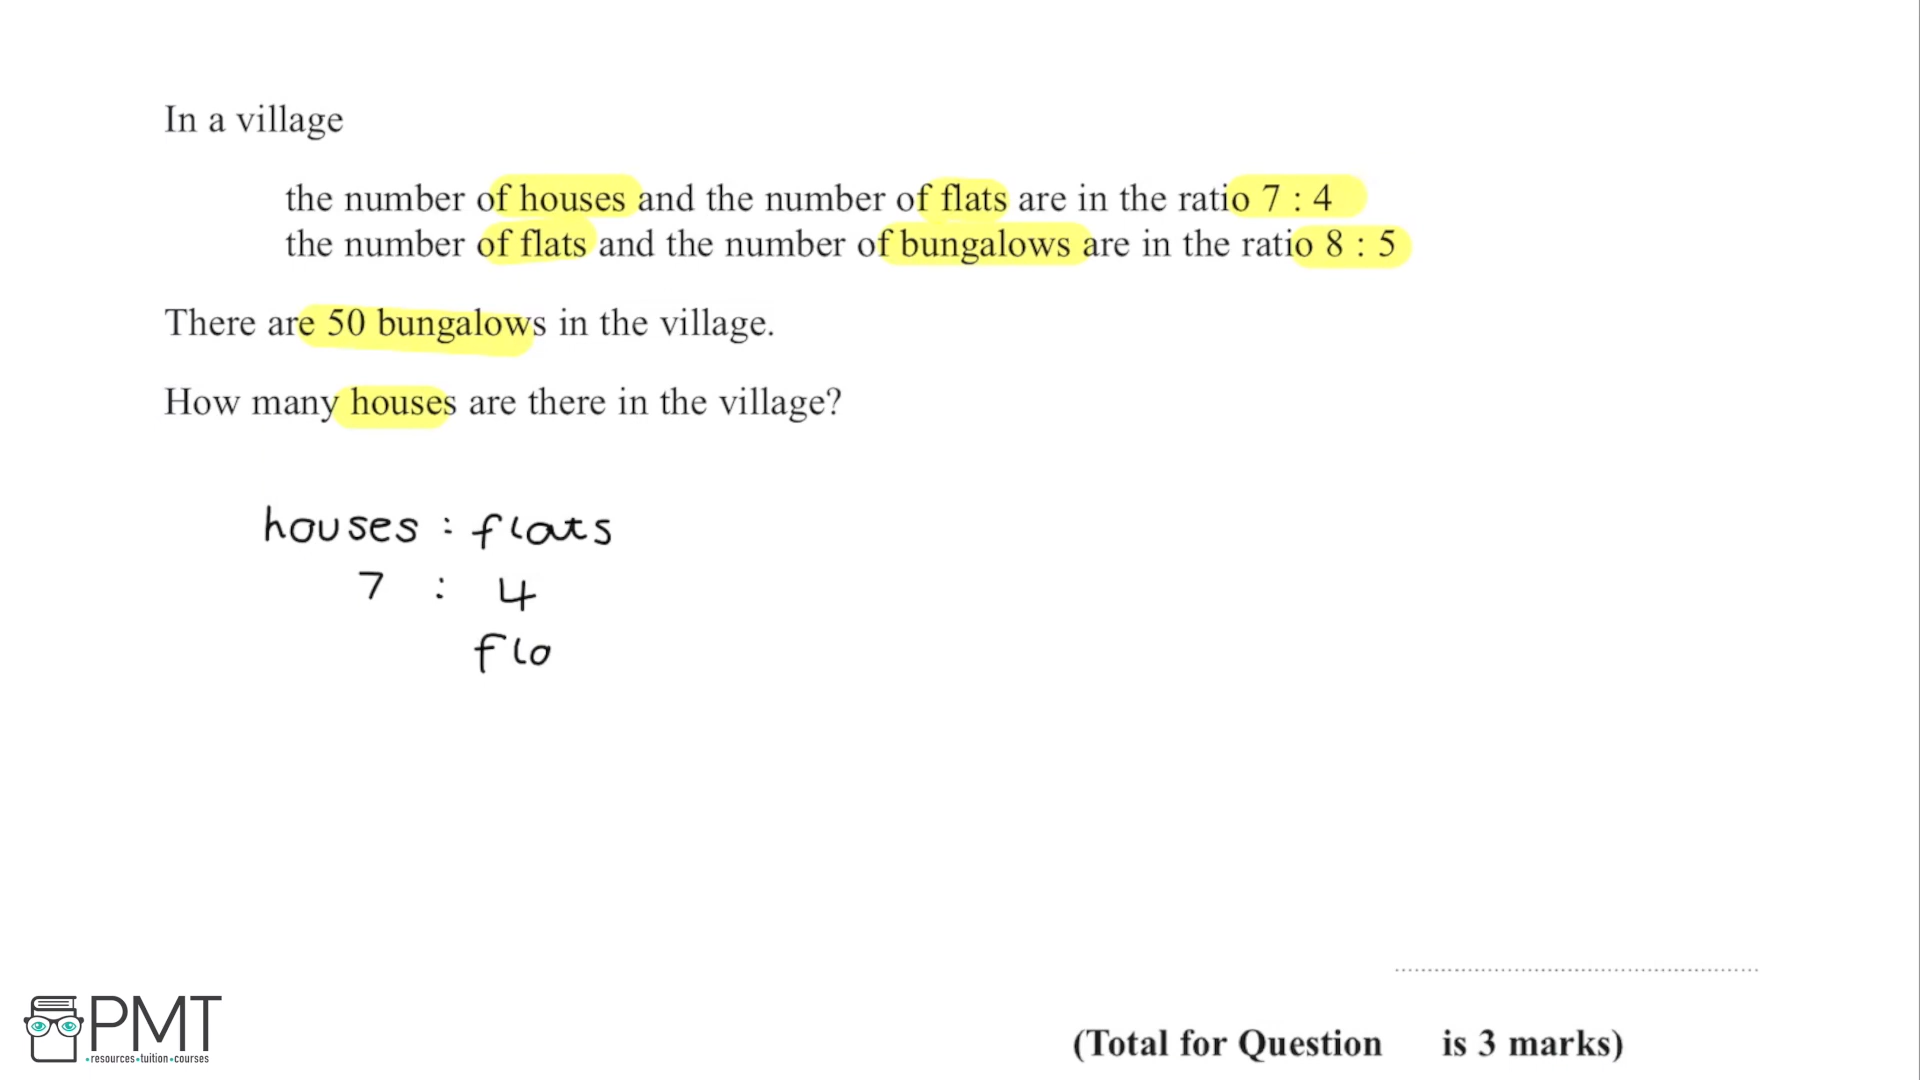 In a village
the number of houses and the number of flats are in the ratio 7 : 4
the number of flats and the number of bungalows are in the ratio 8 : 5
There are 50 bungalows in the village.
How many houses are there in the village?
houses : flats
7 : 4
fla
PMT
resources•tuition•courses
(Total for Question is 3 marks)